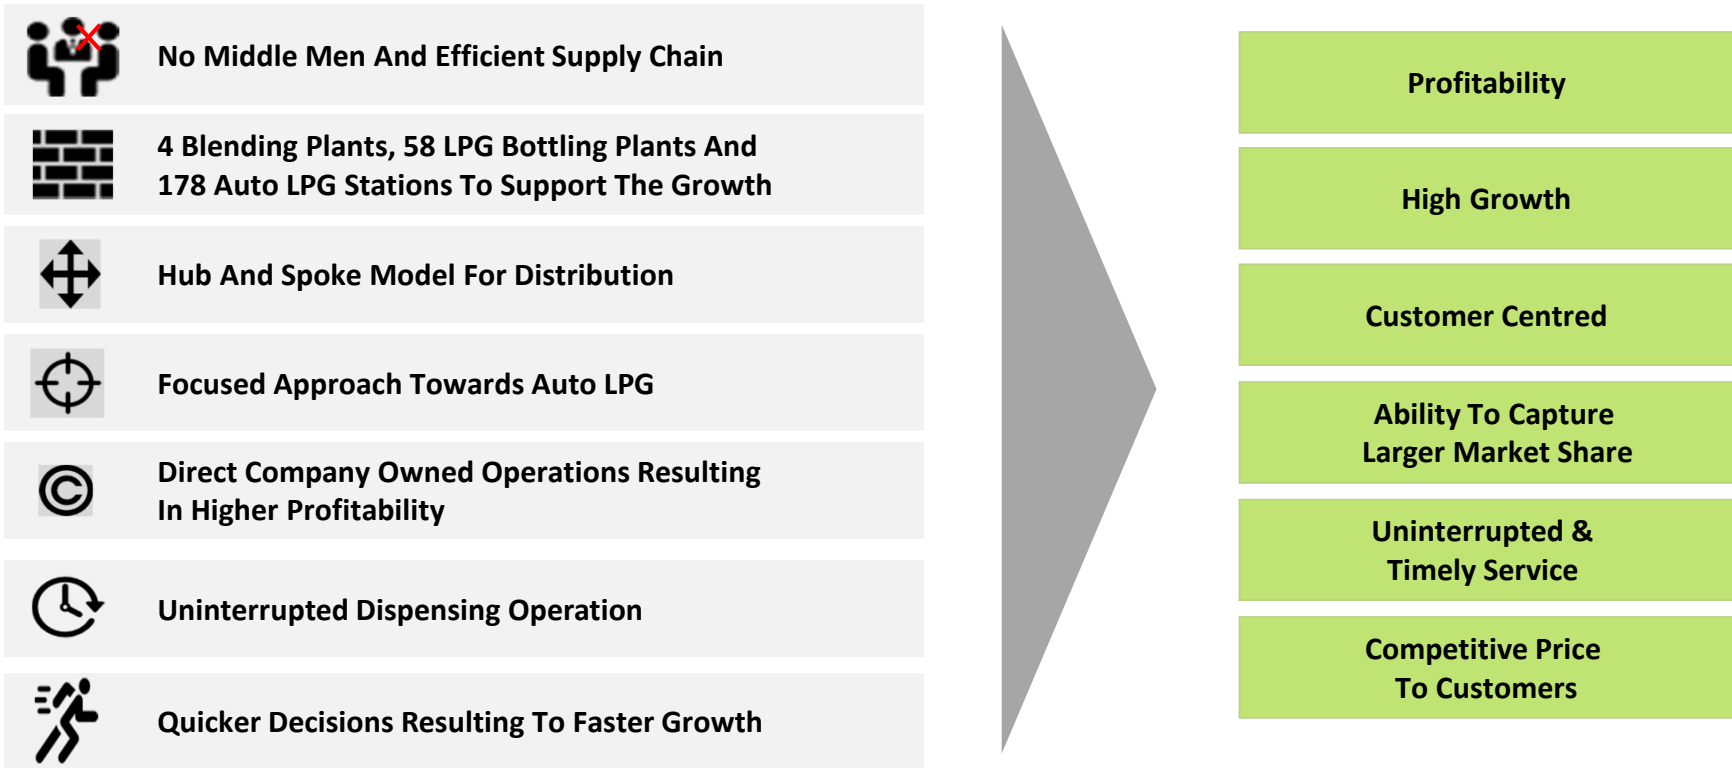 No Middle Men And Efficient Supply Chain
4 Blending Plants, 58 LPG Bottling Plants And
178 Auto LPG Stations To Support The Growth
Hub And Spoke Model For Distribution
Focused Approach Towards Auto LPG
Direct Company Owned Operations Resulting
In Higher Profitability
Uninterrupted Dispensing Operation
Quicker Decisions Resulting To Faster Growth
Profitability
High Growth
Customer Centred
Ability To Capture
Larger Market Share
Uninterrupted &
Timely Service
Competitive Price
To Customers